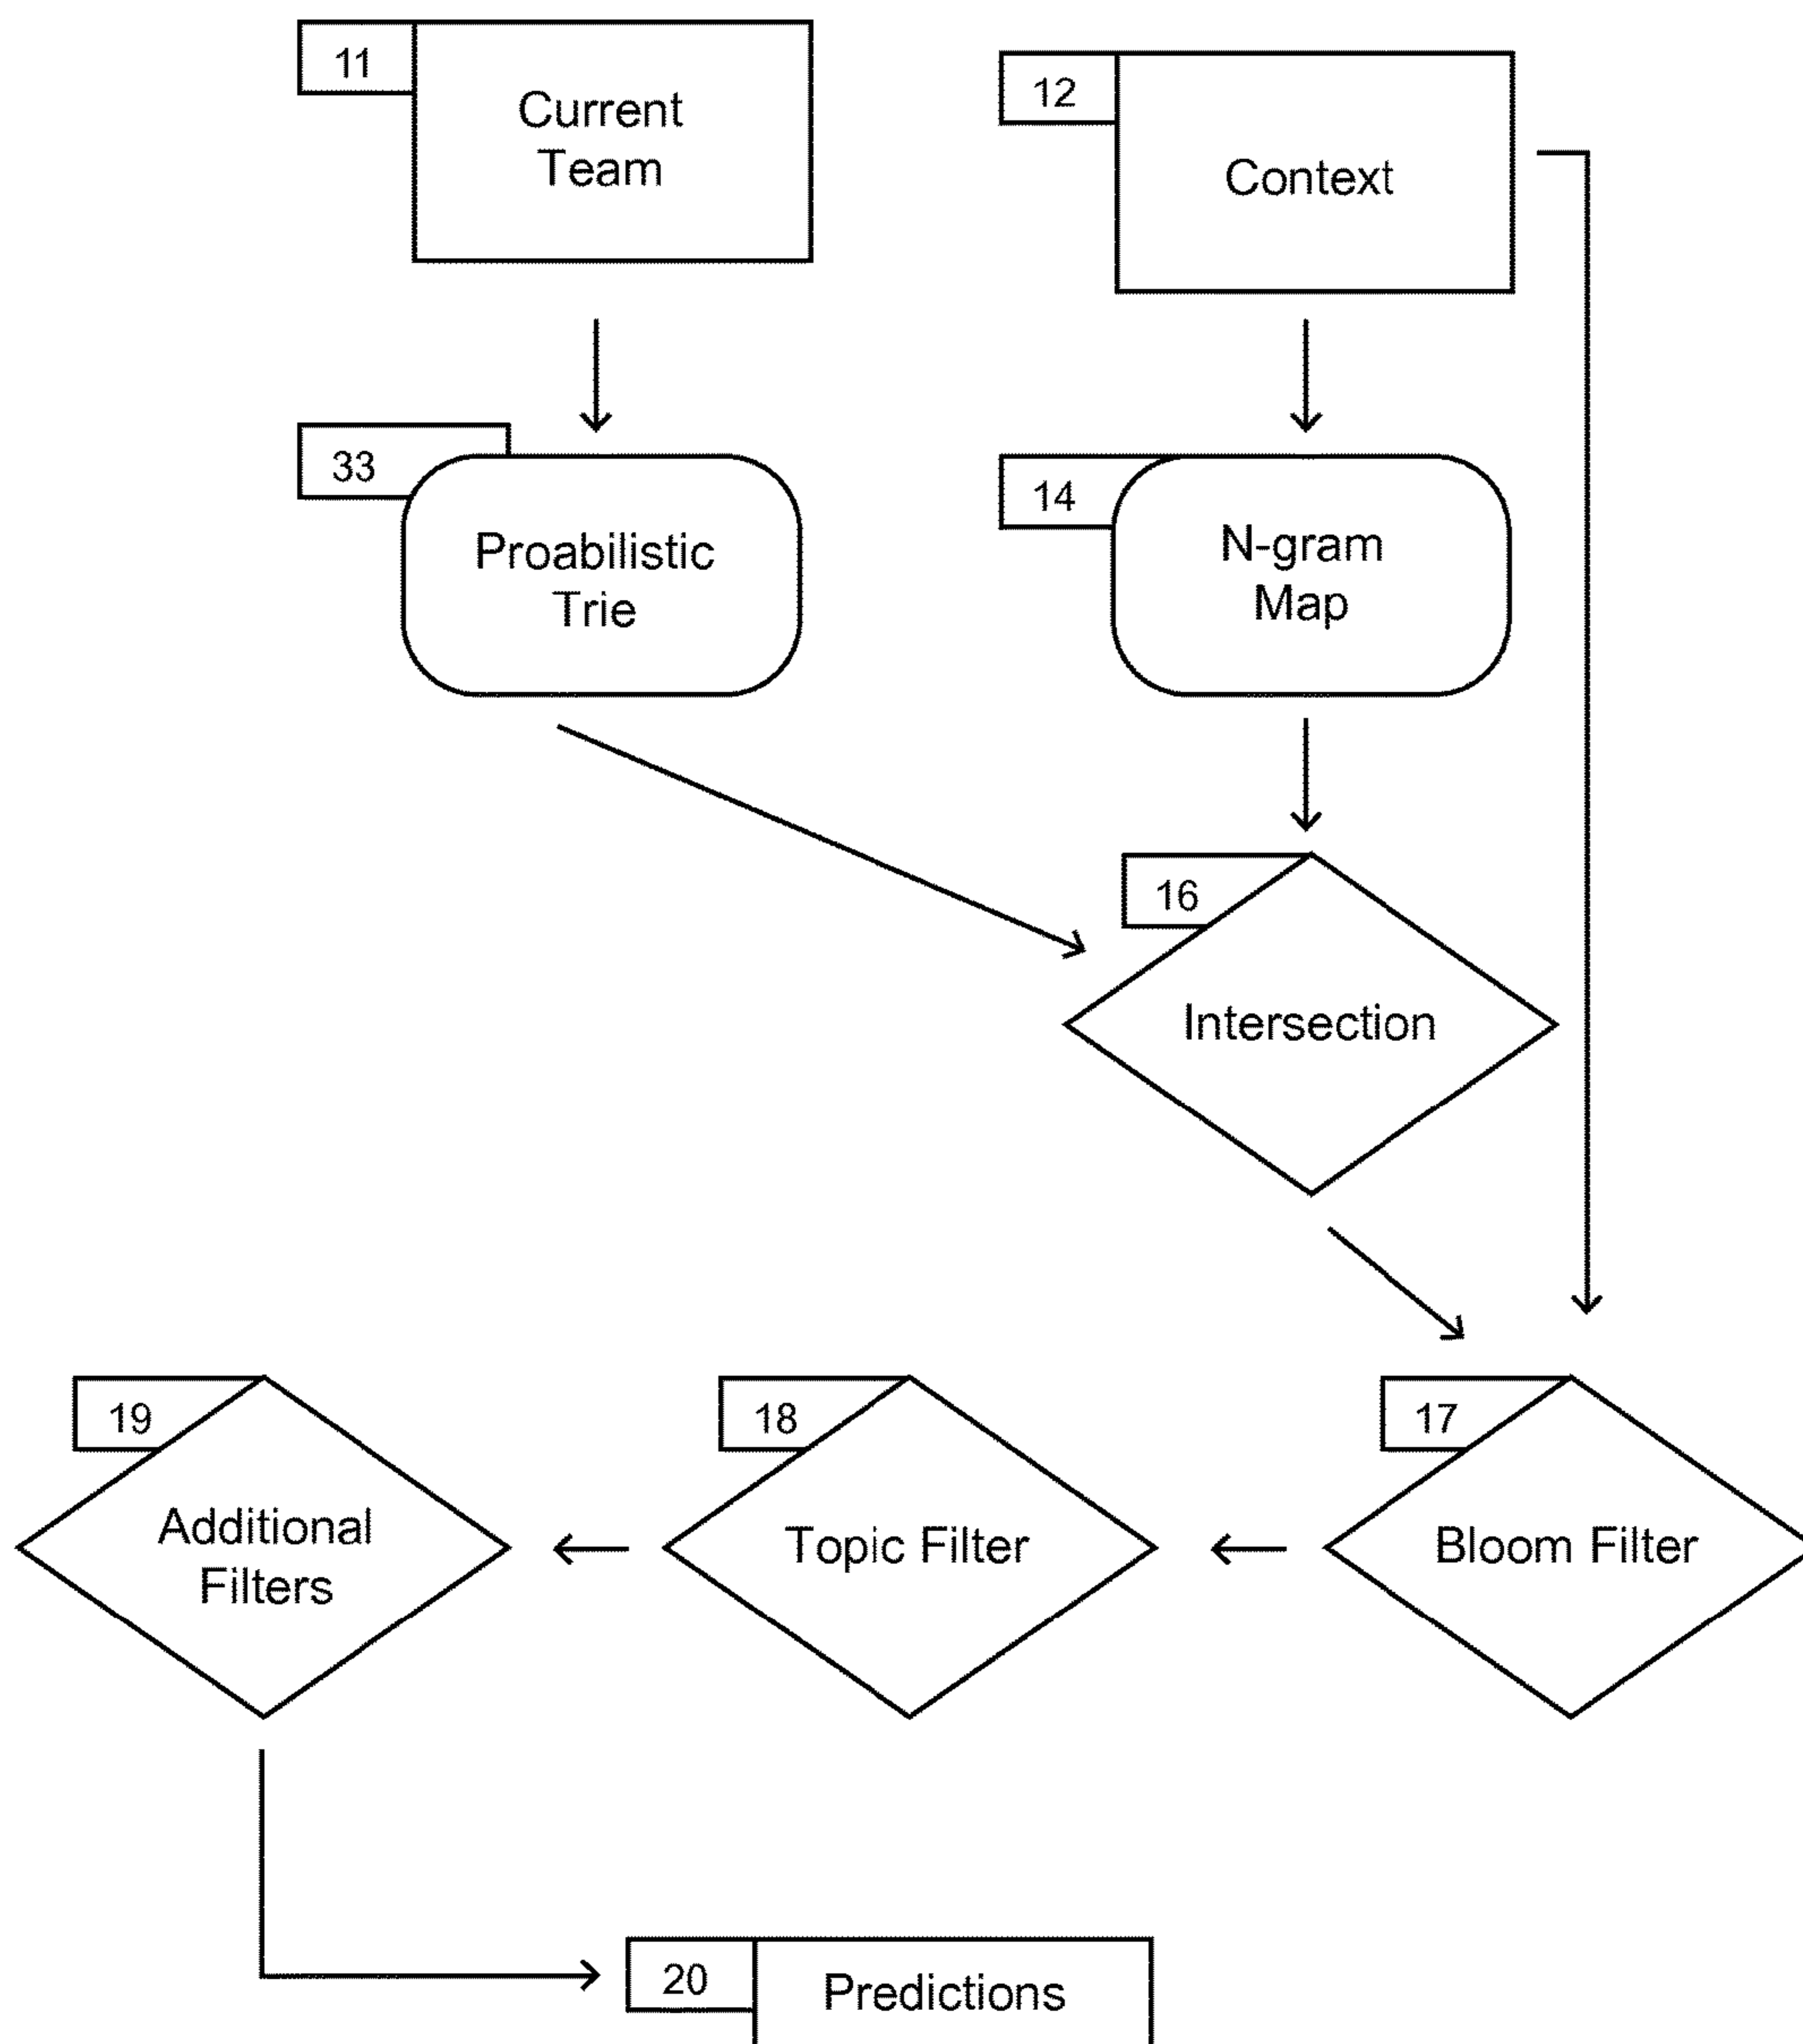 11
Current
Team
12
Context
33
Proabilistic
Trie
14
N-gram
Map
16
Intersection
19
Additional
Filters
18
Topic Filter
17
Bloom Filter
20
Predictions